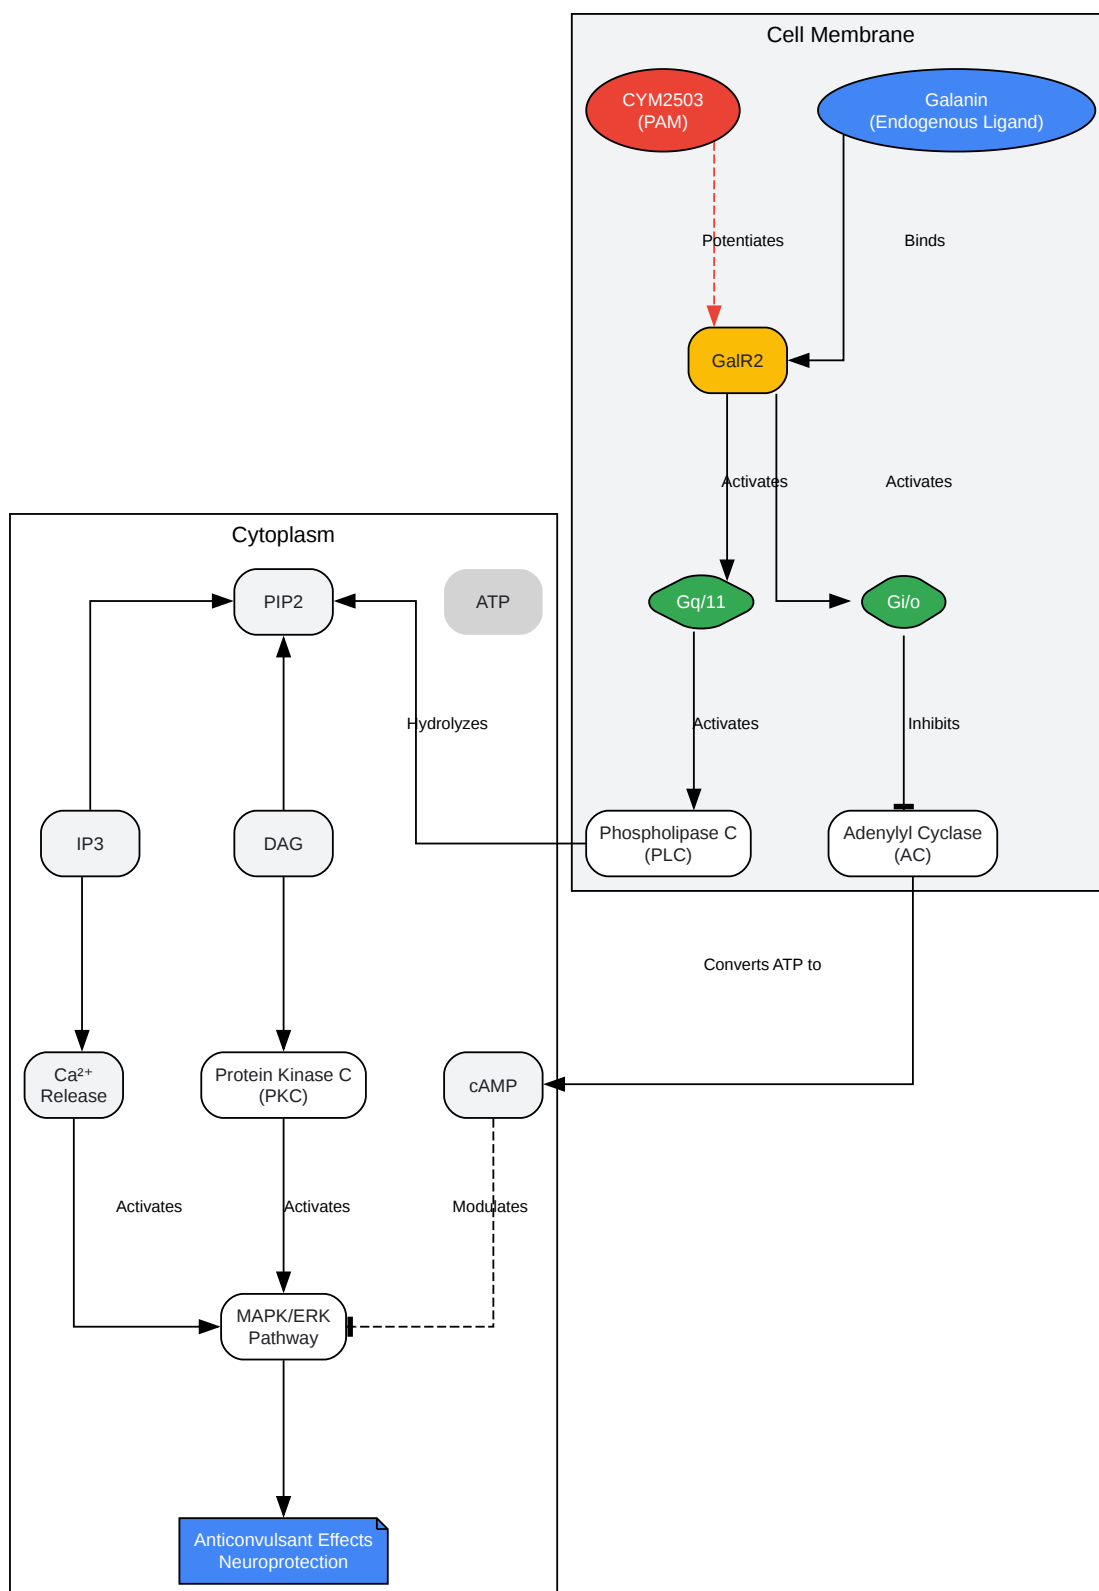 Cell Membrane
CYM2503
(PAM)
Galanin
(Endogenous Ligand)
Potentiates
Binds
GalR2
Activates
Activates
Cytoplasm
PIP2
ATP
Gq/11
Gi/o
Hydrolyzes
Activates
Inhibits
IP3
DAG
Phospholipase C
(PLC)
Adenylyl Cyclase
(AC)
Converts ATP to
Ca²⁺
Release
Protein Kinase C
(PKC)
cAMP
Activates
Activates
Modulates
MAPK/ERK
Pathway
Anticonvulsant Effects
Neuroprotection